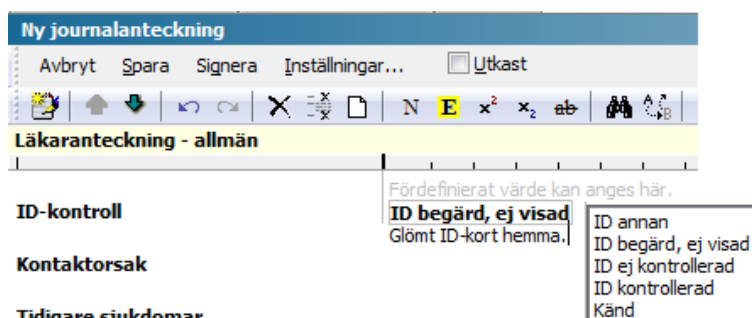 Ny journalanteckning
Avbryt Spara Signera Inställningar... Utkast
N E x² x₂ ab A B
Läkaranteckning - allmän
Fördefinierat värde kan anges här.
ID-kontroll
ID begärd, ej visad
Glömt ID-kort hemma.
ID annan
ID begärd, ej visad
ID ej kontrollerad
ID kontrollerad
Känd
Kontaktorsak
Tidigare sjukdomar